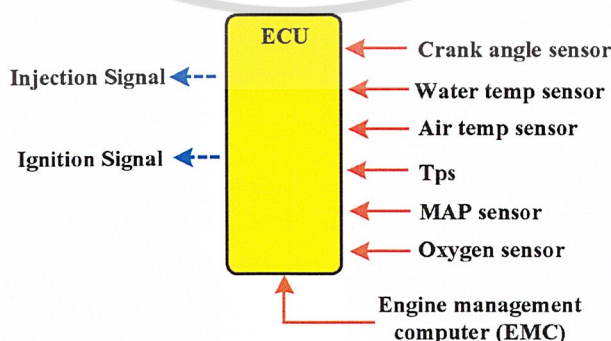 ECU
Injection Signal
Ignition Signal
Crank angle sensor
Water temp sensor
Air temp sensor
Tps
MAP sensor
Oxygen sensor
Engine management
computer (EMC)